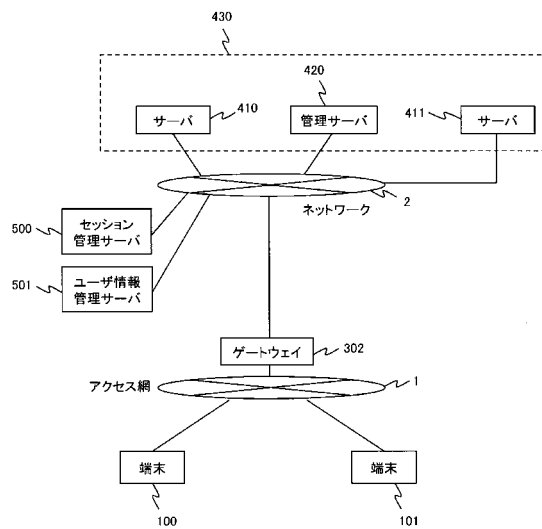 430
420
サーバ
410
管理サーバ
411
サーバ
2
ネットワーク
500
セッション
管理サーバ
501
ユーザ情報
管理サーバ
ゲートウェイ
302
アクセス網
1
端末
端末
100
101